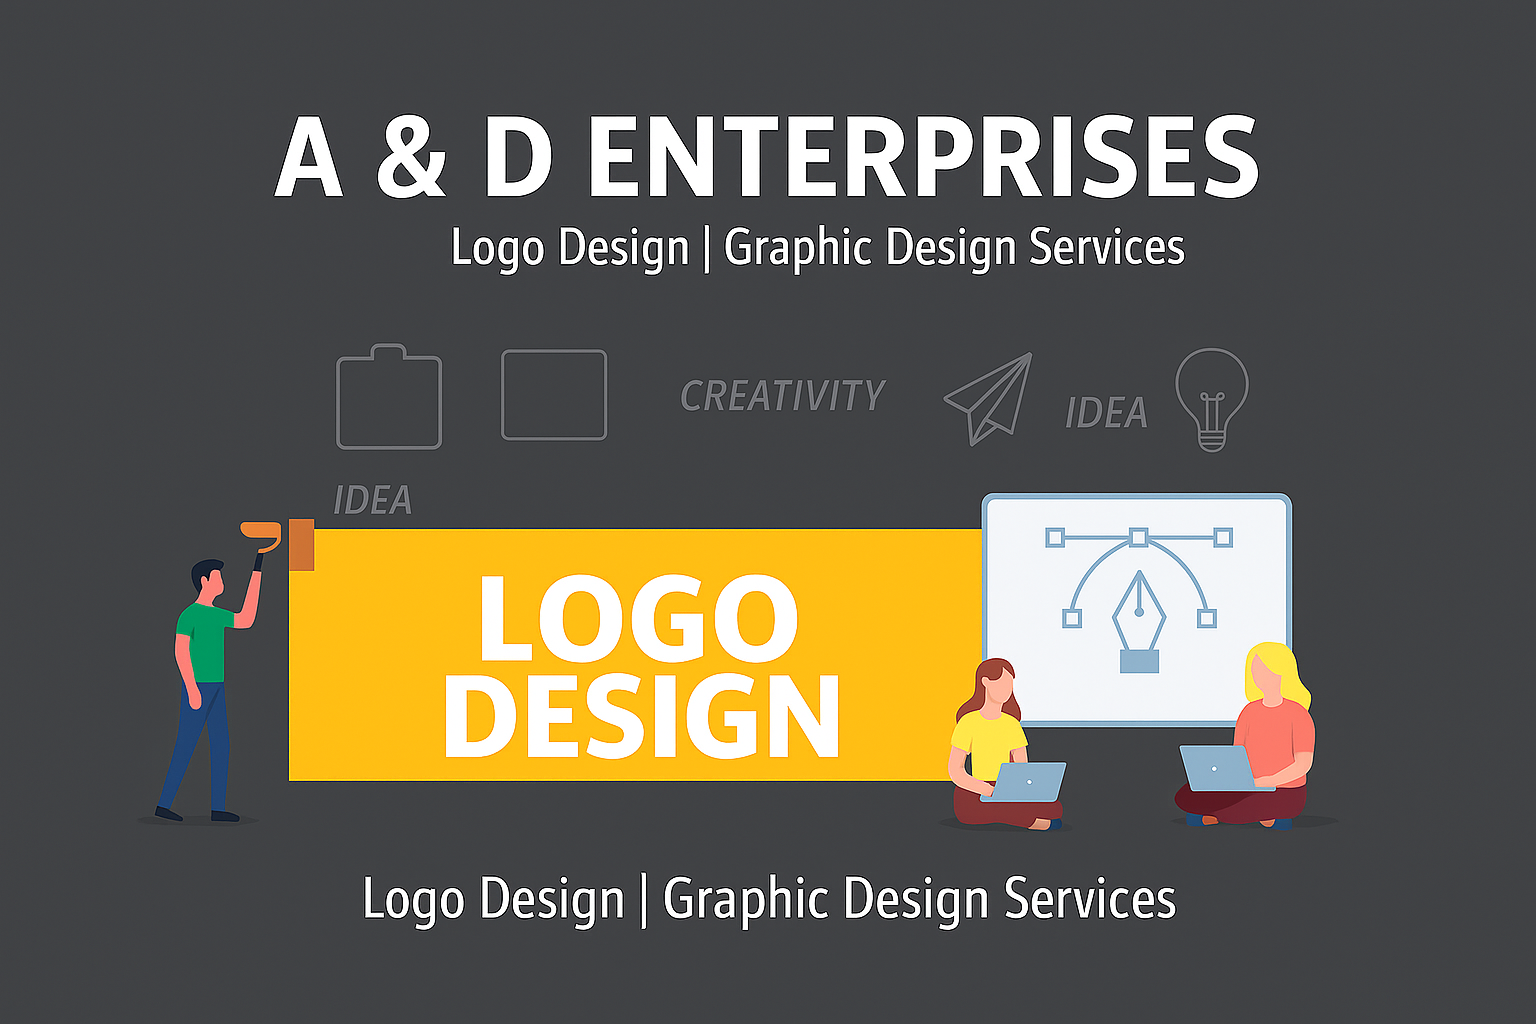 A & D ENTERPRISES
Logo Design | Graphic Design Services
CREATIVITY
IDEA
IDEA
LOGO
DESIGN
Logo Design | Graphic Design Services